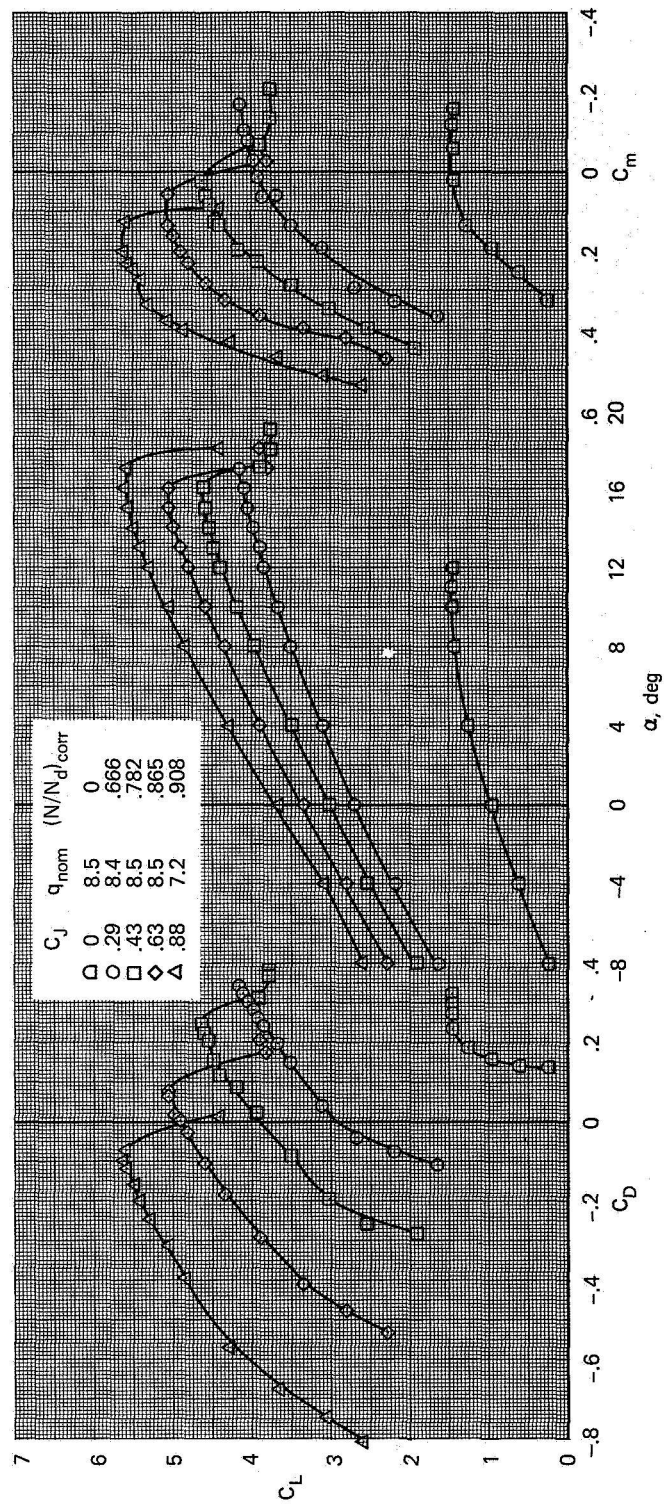 C_J q_nom (N/N_d)_corr
0 8.5 0
.29 8.4 .666
.43 8.5 .782
.63 8.5 .865
.88 7.2 .908
7
6
5
4
3
2
1
0
C_L
-.8 -.6 -.4 -.2 0 .2 .4
C_D
-8 -4 0 4 8 12 16 20
α, deg
.6 .4 .2 0 -.2 -.4
C_m